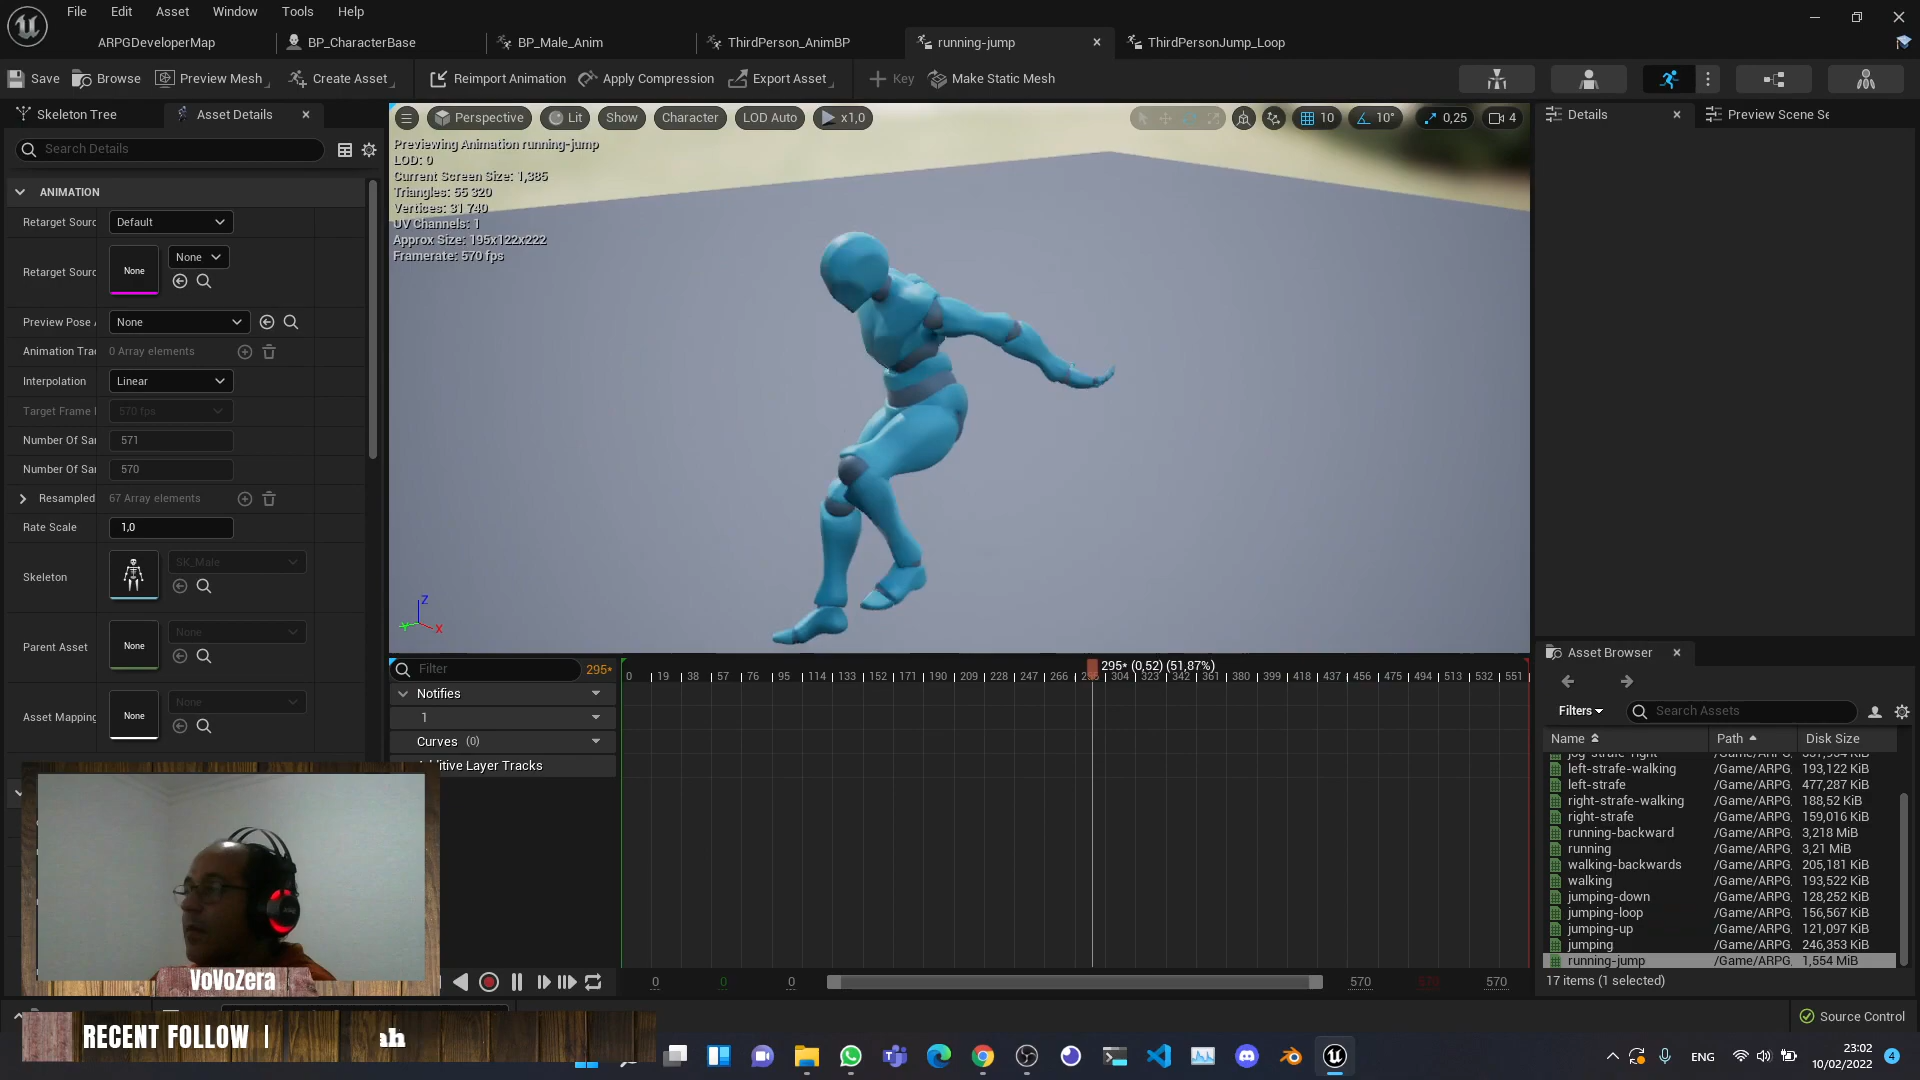 File Edit Asset Window Tools Help
ARPGDeveloperMap BP_CharacterBase BP_Male_Anim ThirdPerson_AnimBP running-jump ThirdPersonJump_Loop
Save Browse Preview Mesh Create Asset Reimport Animation Apply Compression Export Asset Key Make Static Mesh
Skeleton Tree Asset Details
Search Details
ANIMATION
Retarget Sourc Default
Retarget Sourc None None
Preview Pose None
Animation Trac 0 Array elements
Interpolation Linear
Target Frame 570 fps
Number Of Sar 571
Number Of Sar 570
Resampled 67 Array elements
Rate Scale 1,0
Skeleton SK_Male
Parent Asset None None
Asset Mapping None None
Perspective Lit Show Character LOD Auto x1,0 10 10° 0,25 4
Previewing Animation running-jump
LOD: 0
Current Screen Size: 1,385
Triangles: 55 320
Vertices: 31 740
UV Channels: 1
Approx Size: 195x122x222
Framerate: 570 fps
Z
Y X
Filter 295*
295* (0,52) (51,87%)
0 19 38 57 76 95 114 133 152 171 190 209 228 247 266 304 323 342 361 380 399 418 437 456 475 494 513 532 551
Notifies
1
Curves (0)
ditive Layer Tracks
0 0 0 570 570 570
Details Preview Scene Se
Asset Browser
Filters Search Assets
Name Path Disk Size
jog-strafe-right /Game/ARPG,
left-strafe-walking /Game/ARPG, 193,122 KiB
left-strafe /Game/ARPG, 477,287 KiB
right-strafe-walking /Game/ARPG, 188,52 KiB
right-strafe /Game/ARPG, 159,016 KiB
running-backward /Game/ARPG, 3,218 MiB
running /Game/ARPG, 3,21 MiB
walking-backwards /Game/ARPG, 205,181 KiB
walking /Game/ARPG, 193,522 KiB
jumping-down /Game/ARPG, 128,252 KiB
jumping-loop /Game/ARPG, 156,567 KiB
jumping-up /Game/ARPG, 121,097 KiB
jumping /Game/ARPG, 246,353 KiB
running-jump /Game/ARPG, 1,554 MiB
17 items (1 selected)
Source Control
VoVoZera
RECENT FOLLOW | ah
ENG 23:02 4
10/02/2022